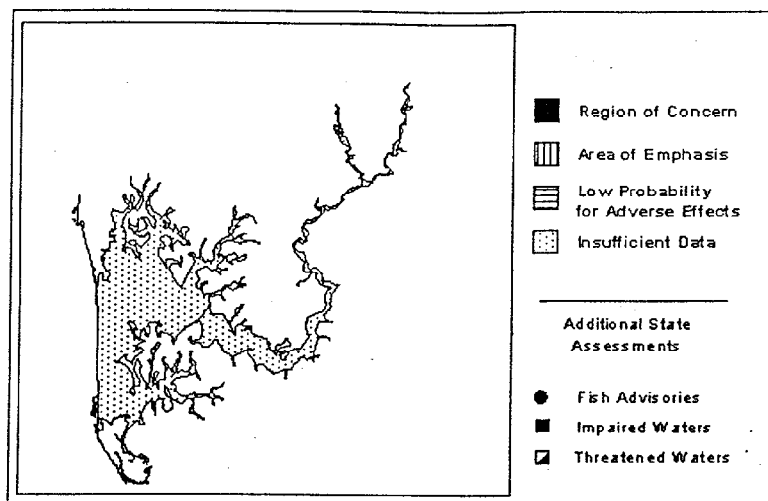 Region of Concern
Area of Emphasis
Low Probability
for Adverse Effects
Insufficient Data
Additional State
Assessments
Fish Advisories
Impaired Waters
Threatened Waters